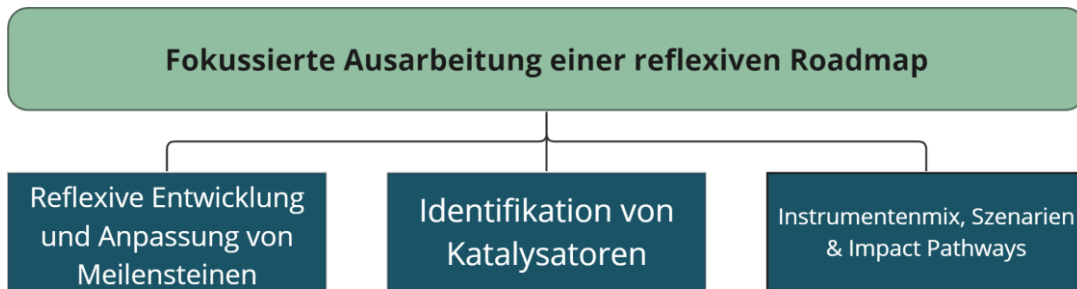 Fokussierte Ausarbeitung einer reflexiven Roadmap
Reflexive Entwicklung
und Anpassung von
Meilensteinen
Identifikation von
Katalysatoren
Instrumentenmix, Szenarien
& Impact Pathways